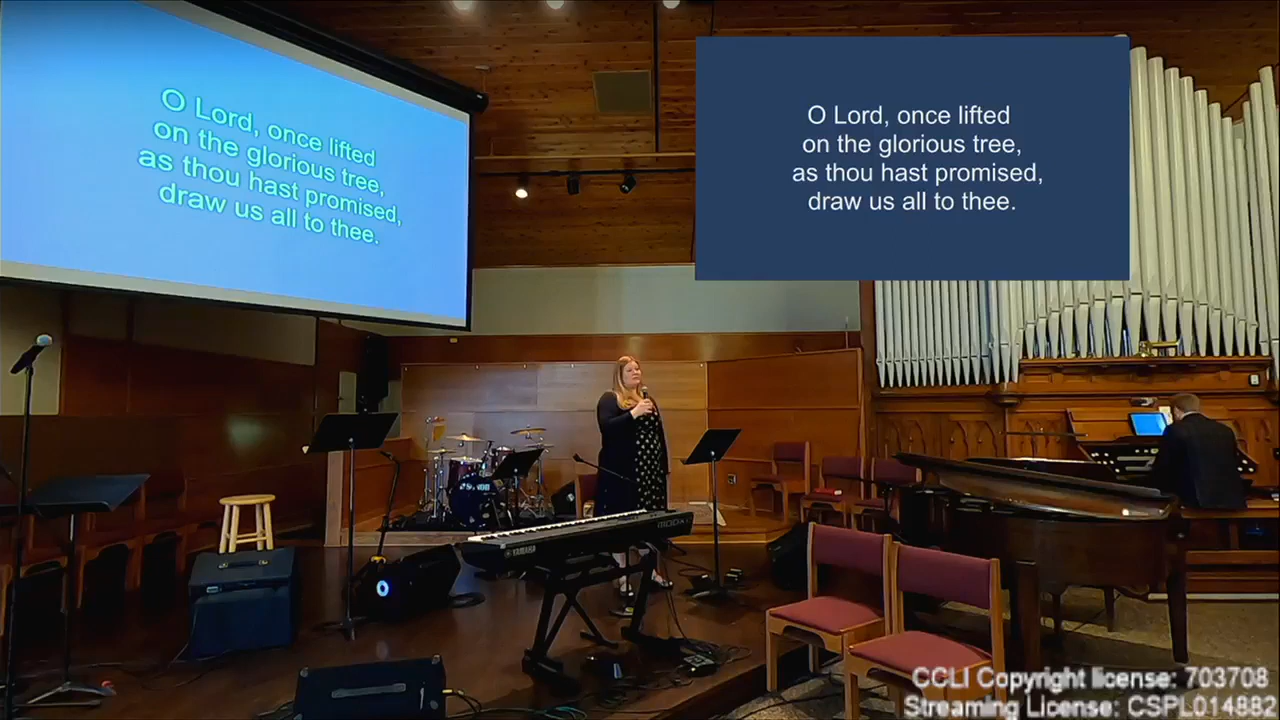 O Lord, once lifted
on the glorious tree,
as thou hast promised,
draw us all to thee.
O Lord, once lifted
on the glorious tree,
as thou hast promised,
draw us all to thee.
YAMAHA
CCLI Copyright license: 703708
Streaming License: CSPL014882